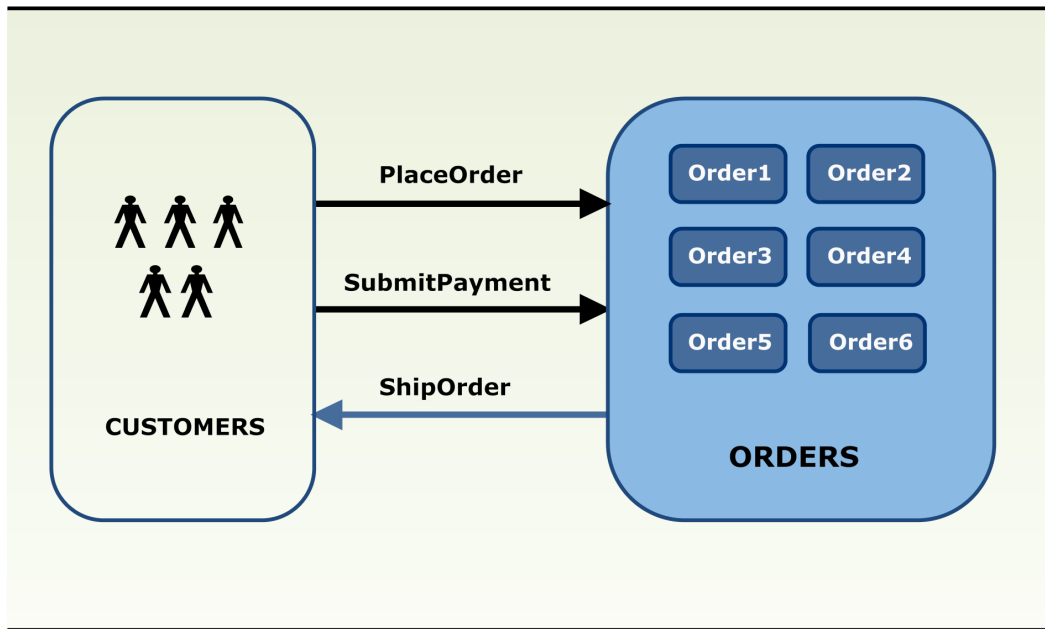 PlaceOrder
SubmitPayment
ShipOrder
CUSTOMERS
Order1 Order2
Order3 Order4
Order5 Order6
ORDERS